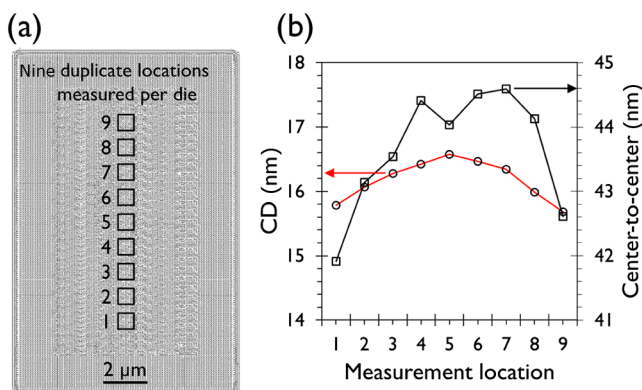 (a)
Nine duplicate locations
measured per die
9
8
7
6
5
4
3
2
1
2 µm
(b)
18
17
16
15
14
CD (nm)
45
44
43
42
41
Center-to-center (nm)
1 2 3 4 5 6 7 8 9
Measurement location